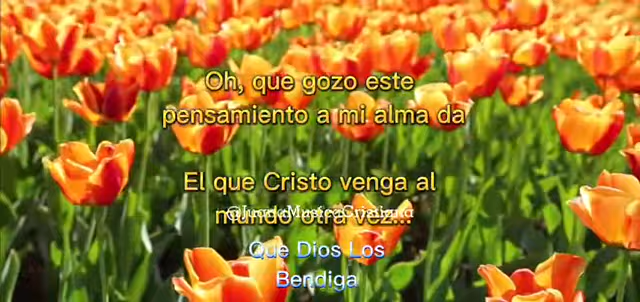 Oh, que gozo este
pensamiento a mi alma da
El que Cristo venga al
mundo otra vez...
Que Dios Los
Bendiga